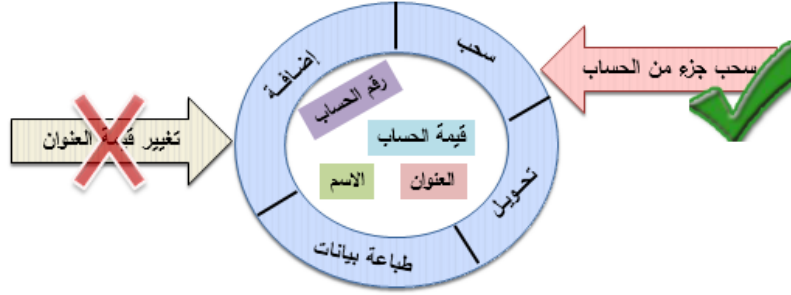 سحب
إضافة
سحب جزء من الحساب
رقم الحساب
قيمة الحساب
تغيير قيمة العنوان
العنوان
الاسم
تحويل
طباعة بيانات